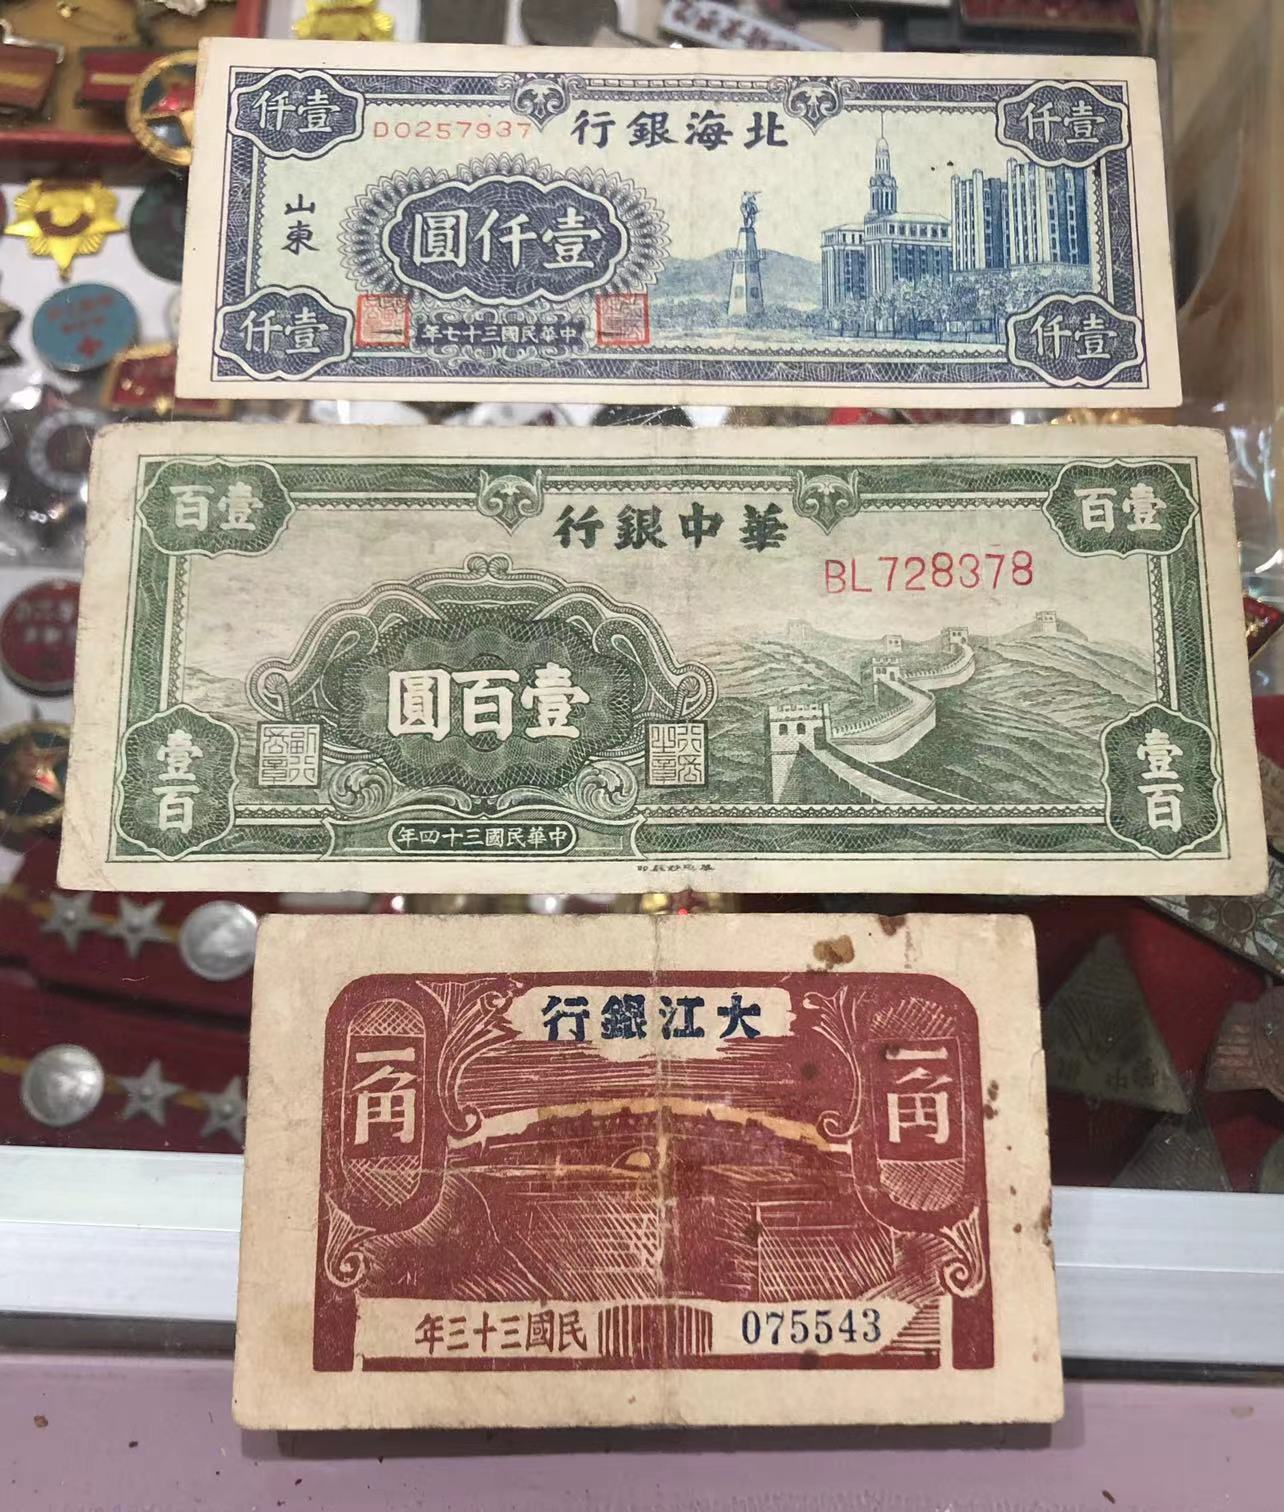 北海銀行
D0257937
壹仟
壹仟
山東
壹仟圓
中華民國三十七年
壹仟
壹仟
華中銀行
壹百
壹百
BL728378
壹百圓
壹百
壹百
中華民國三十四年
大江銀行
一角
一角
民國三十三年
075543